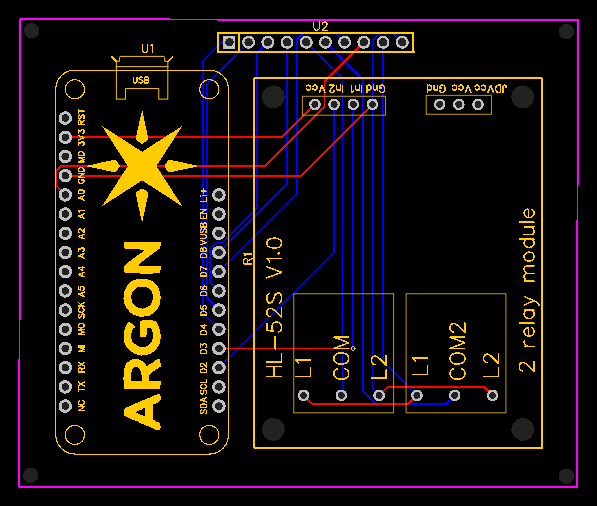 U2
U1
USB
Vcc In2 In1 Gnd
Gnd Vcc JDVcc
RST
3V3
MD
GND
A0
A1
A2
A3
A4
A5
SCK
MO
MI
RX
TX
NC
Li+
EN
VUSB
D8
D7
D6
D5
D4
D3
D2
SCL
SDA
ARGON
R1
HL-52S V1.0
2 relay module
L1 COM L2
L1 COM2 L2